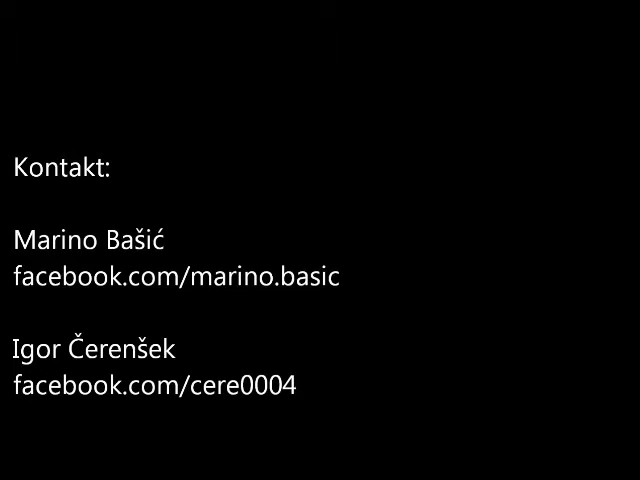 Kontakt:
Marino Bašić
facebook.com/marino.basic
Igor Čerenšek
facebook.com/cere0004